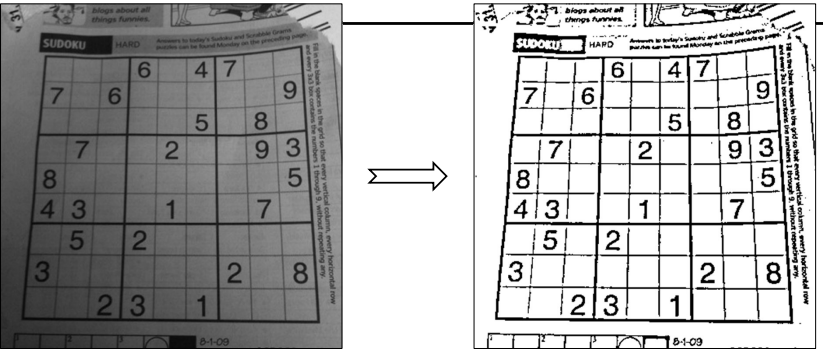 blogs about all
things funnies.
SUDOKU HARD Answers to today's Sudoku and Scrabble Grams
puzzles can be found Monday on the preceding page.
6 4 7
7 6 9
5 8
7 2 9 3
8 5
4 3 1 7
5 2
3 2 8
2 3 1
Fill in the blank spaces in the grid so that every vertical column, every horizontal row
and every 3x3 box contains the numbers 1 through 9, without repeating any.
8-1-09
blogs about all
things funnies.
SUDOKU HARD Answers to today's Sudoku and Scrabble Grams
puzzles can be found Monday on the preceding page.
6 4 7
7 6 9
5 8
7 2 9 3
8 5
4 3 1 7
5 2
3 2 8
2 3 1
Fill in the blank spaces in the grid so that every vertical column, every horizontal row
and every 3x3 box contains the numbers 1 through 9, without repeating any.
8-1-09